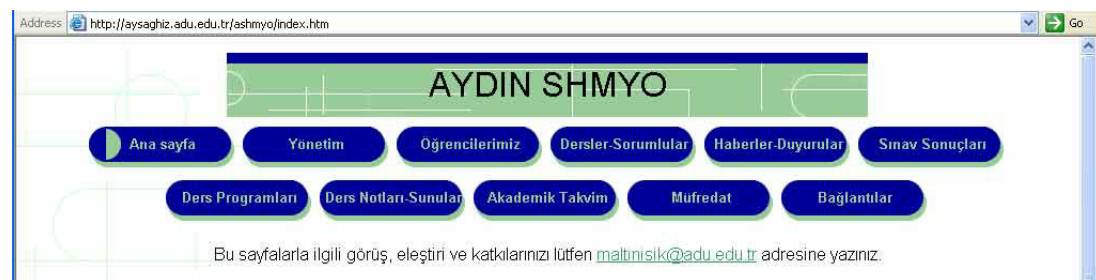 Address http://aysaghiz.adu.edu.tr/ashmyo/index.htm Go
AYDIN SHMYO
Ana sayfa Yönetim Öğrencilerimiz Dersler-Sorumlular Haberler-Duyurular Sınav Sonuçları
Ders Programları Ders Notları-Sunular Akademik Takvim Müfredat Bağlantılar
Bu sayfalarla ilgili görüş, eleştiri ve katkılarınızı lütfen maltinisik@adu.edu.tr adresine yazınız.